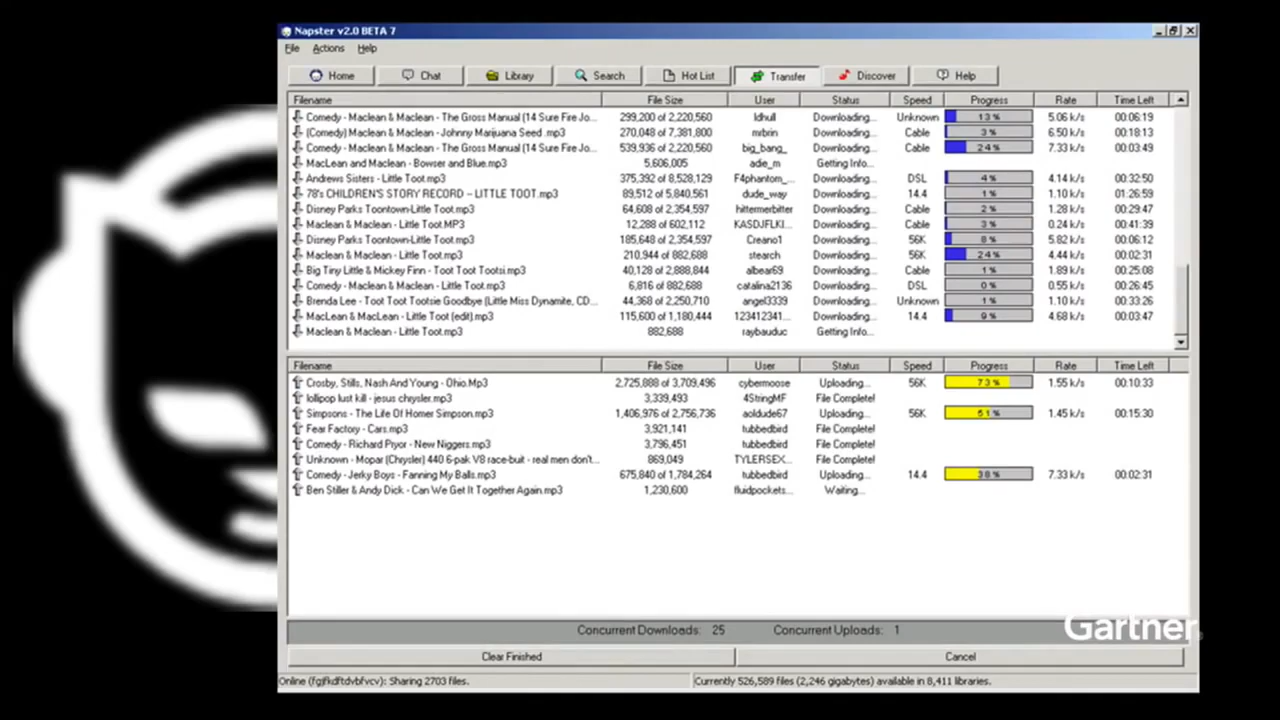 Napster v2.0 BETA 7
File Actions Help
Home Chat Library Search Hot List Transfer Discover Help
Filename File Size User Status Speed Progress Rate Time Left
Comedy - Maclean & Maclean - The Gross Manual (14 Sure Fire Jo... 299,200 of 2,220,560 ldhull Downloading... Unknown 13% 5.06 k/s 00:06:19
(Comedy) Maclean & Maclean - Johnny Marijuana Seed .mp3 270,048 of 7,381,800 mrbrin Downloading... Cable 3% 6.50 k/s 00:18:13
Comedy - Maclean & Maclean - The Gross Manual (14 Sure Fire Jo... 539,936 of 2,220,560 big_bang_ Downloading... Cable 24% 7.33 k/s 00:03:49
MacLean and Maclean - Bowser and Blue.mp3 5,606,005 adie_m Getting Info...
Andrews Sisters - Little Toot.mp3 375,392 of 8,528,129 F4phantom_... Downloading... DSL 4% 4.14 k/s 00:32:50
78's CHILDREN'S STORY RECORD -- LITTLE TOOT.mp3 89,512 of 5,840,561 dude_way Downloading... 14.4 1% 1.10 k/s 01:26:59
Disney Parks Toontown-Little Toot.mp3 64,608 of 2,354,597 hittermerbitter Downloading... Cable 2% 1.28 k/s 00:29:47
Maclean & Maclean - Little Toot.MP3 12,288 of 602,112 KASDJFLKI... Downloading... Cable 3% 0.24 k/s 00:41:39
Disney Parks Toontown-Little Toot.mp3 185,648 of 2,354,597 Creano1 Downloading... 56K 8% 5.82 k/s 00:06:12
Maclean & Maclean - Little Toot.mp3 210,944 of 882,688 stearch Downloading... 56K 24% 4.44 k/s 00:02:31
Big Tiny Little & Mickey Finn - Toot Toot Tootsi.mp3 40,128 of 2,888,844 albear69 Downloading... Cable 1% 1.89 k/s 00:25:08
Comedy - Maclean & Maclean - Little Toot.mp3 6,816 of 882,688 catalina2136 Downloading... DSL 0% 0.55 k/s 00:26:45
Brenda Lee - Toot Toot Tootsie Goodbye (Little Miss Dynamite, CD... 44,368 of 2,250,710 angel3339 Downloading... Unknown 1% 1.10 k/s 00:33:26
MacLean & MacLean - Little Toot (edit).mp3 115,600 of 1,180,444 123412341... Downloading... 14.4 9% 4.68 k/s 00:03:47
Maclean & Maclean - Little Toot.mp3 882,688 raybauduc Getting Info...
Filename File Size User Status Speed Progress Rate Time Left
Crosby, Stills, Nash And Young - Ohio.Mp3 2,725,888 of 3,709,496 cybermoose Uploading... 56K 73% 1.55 k/s 00:10:33
lollipop lust kill - jesus chrysler.mp3 3,339,493 4StringMF File Complete!
Simpsons - The Life Of Homer Simpson.mp3 1,406,976 of 2,756,736 aoldude67 Uploading... 56K 51% 1.45 k/s 00:15:30
Fear Factory - Cars.mp3 3,921,141 tubbedbird File Complete!
Comedy - Richard Pryor - New Niggers.mp3 3,796,451 tubbedbird File Complete!
Unknown - Mopar (Chrysler) 440 6-pak V8 race-buit - real men don't... 869,049 TYLERSEX... File Complete!
Comedy - Jerky Boys - Fanning My Balls.mp3 675,840 of 1,784,264 tubbedbird Uploading... 14.4 38% 7.33 k/s 00:02:31
Ben Stiller & Andy Dick - Can We Get It Together Again.mp3 1,230,600 fluidpockets... Waiting...
Concurrent Downloads: 25 Concurrent Uploads: 1
Gartner
Clear Finished Cancel
Online (fgjfkdftdvbfvcv): Sharing 2703 files. Currently 526,589 files (2,246 gigabytes) available in 8,411 libraries.